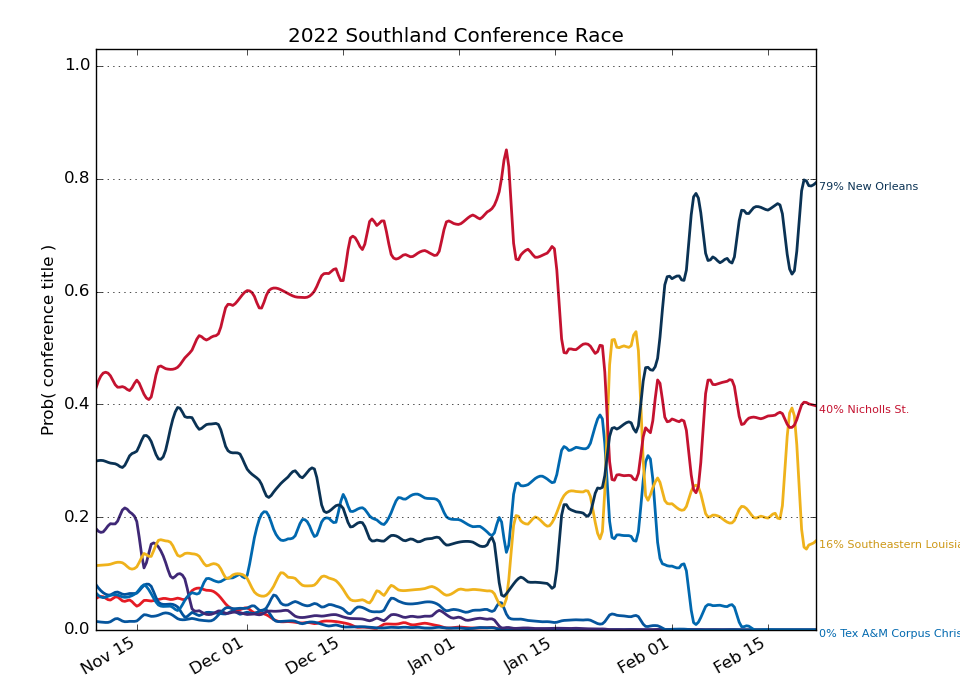 2022 Southland Conference Race
Prob( conference title )
1.0
0.8
0.6
0.4
0.2
0.0
Nov 15
Dec 01
Dec 15
Jan 01
Jan 15
Feb 01
Feb 15
79% New Orleans
40% Nicholls St.
16% Southeastern Louisia
0% Tex A&M Corpus Chris